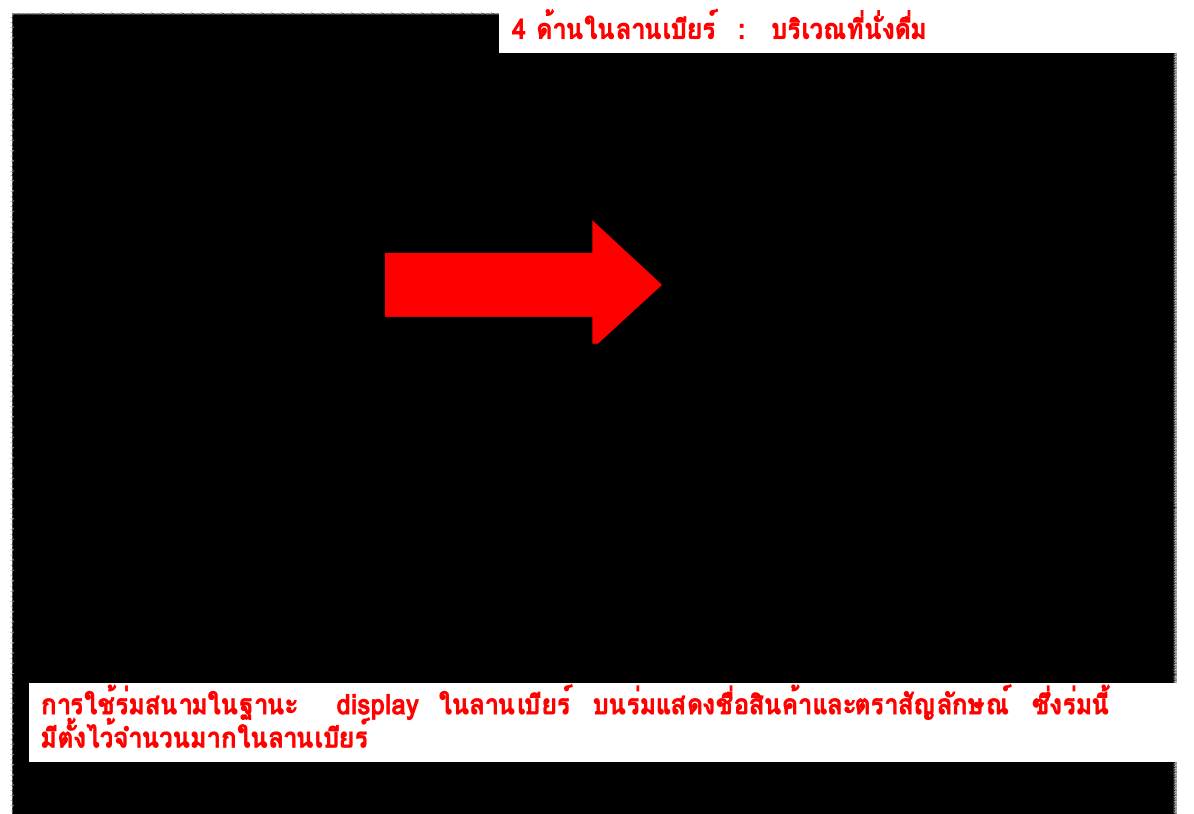 4 ด้านในลานเบียร์ : บริเวณที่นั่งดื่ม
การใช้ร่มสนามในฐานะ display ในลานเบียร์ บนร่มแสดงชื่อสินค้าและตราสัญลักษณ์ ซึ่งร่มนี้
มีตั้งไว้จำนวนมากในลานเบียร์